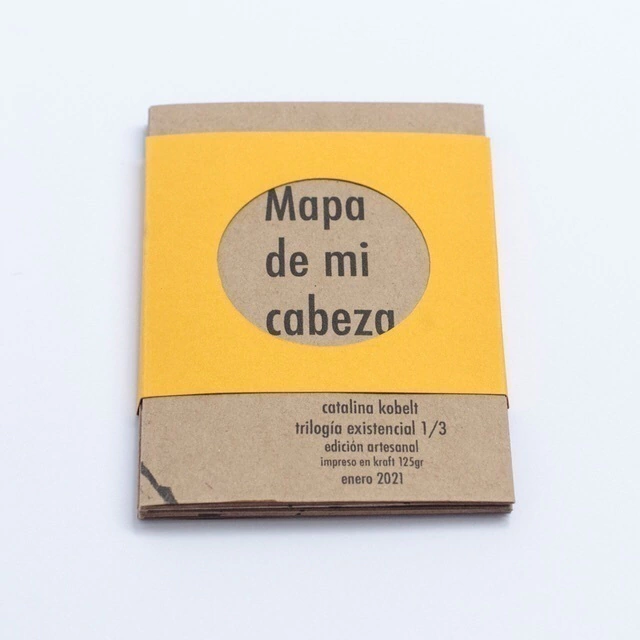 Mapa
de mi
cabeza
catalina kobelt
trilogía existencial 1/3
edición artesanal
impreso en kraft 125gr
enero 2021